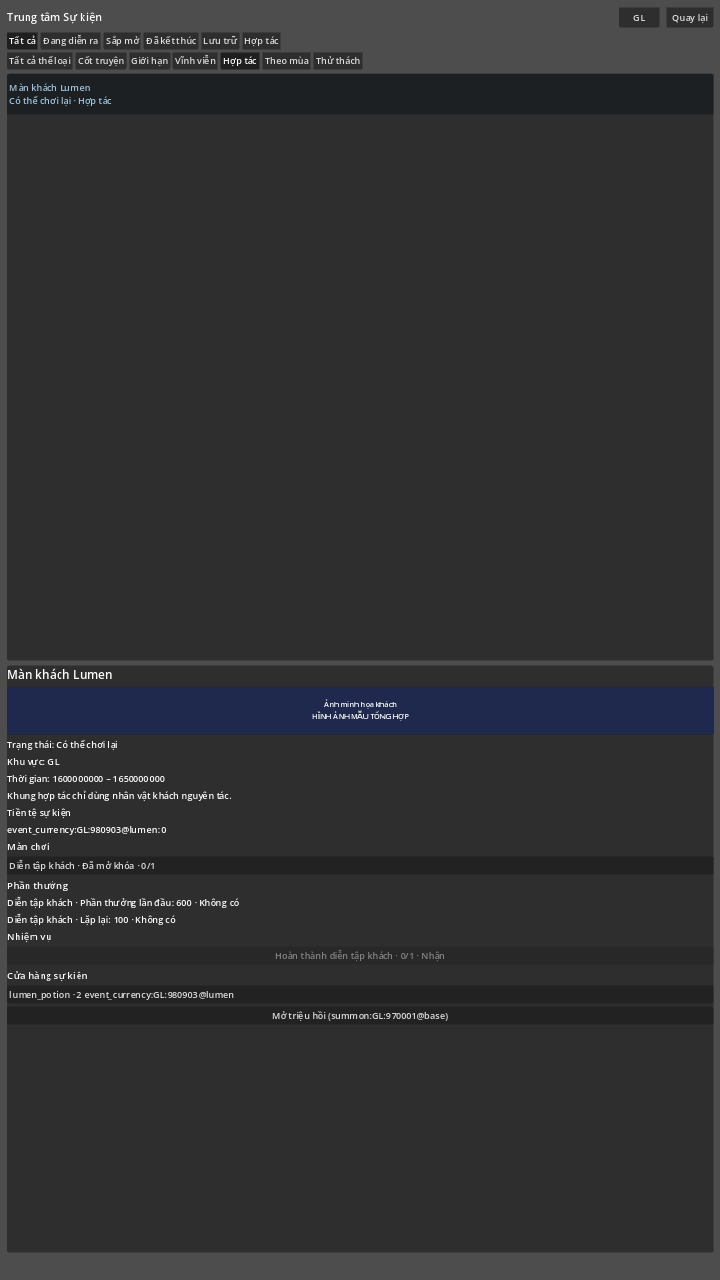 Trung tâm Sự kiện
GL
Quay lại
Tất cả
Đang diễn ra
Sắp mở
Đã kết thúc
Lưu trữ
Hợp tác
Tất cả thể loại
Cốt truyện
Giới hạn
Vĩnh viễn
Hợp tác
Theo mùa
Thử thách
Màn khách Lumen
Có thể chơi lại · Hợp tác
Màn khách Lumen
Ảnh minh họa khách
HÌNH ẢNH MẪU TỔNG HỢP
Trạng thái: Có thể chơi lại
Khu vực: GL
Thời gian: 1600000000 – 1650000000
Khung hợp tác chỉ dùng nhân vật khách nguyên tác.
Tiền tệ sự kiện
event_currency:GL:980903@lumen: 0
Màn chơi
Diễn tập khách · Đã mở khóa · 0/1
Phần thưởng
Diễn tập khách · Phần thưởng lần đầu: 600 · Không có
Diễn tập khách · Lặp lại: 100 · Không có
Nhiệm vụ
Hoàn thành diễn tập khách · 0/1 · Nhận
Cửa hàng sự kiện
lumen_potion · 2 event_currency:GL:980903@lumen
Mở triệu hồi (summon:GL:970001@base)